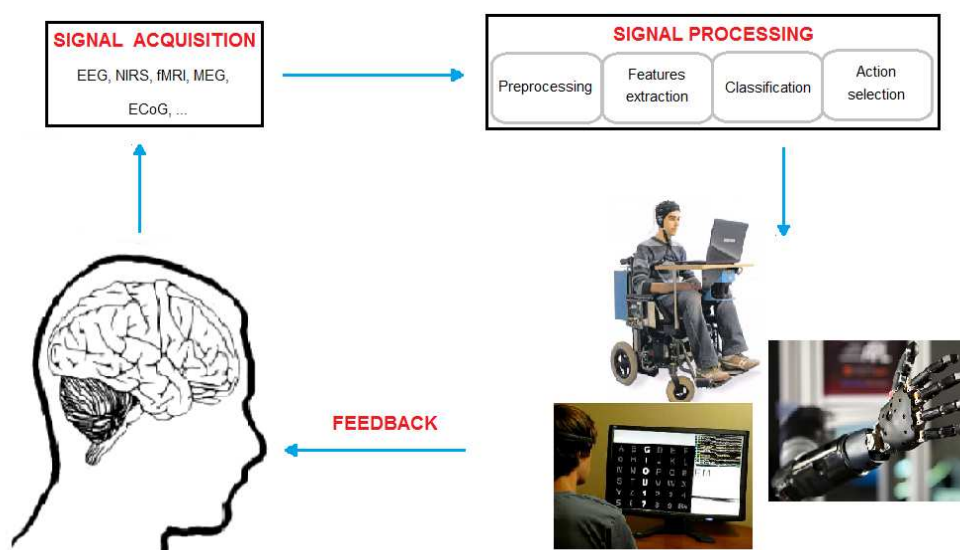 SIGNAL ACQUISITION
EEG, NIRS, fMRI, MEG,
ECoG, ...
SIGNAL PROCESSING
Preprocessing
Features
extraction
Classification
Action
selection
FEEDBACK